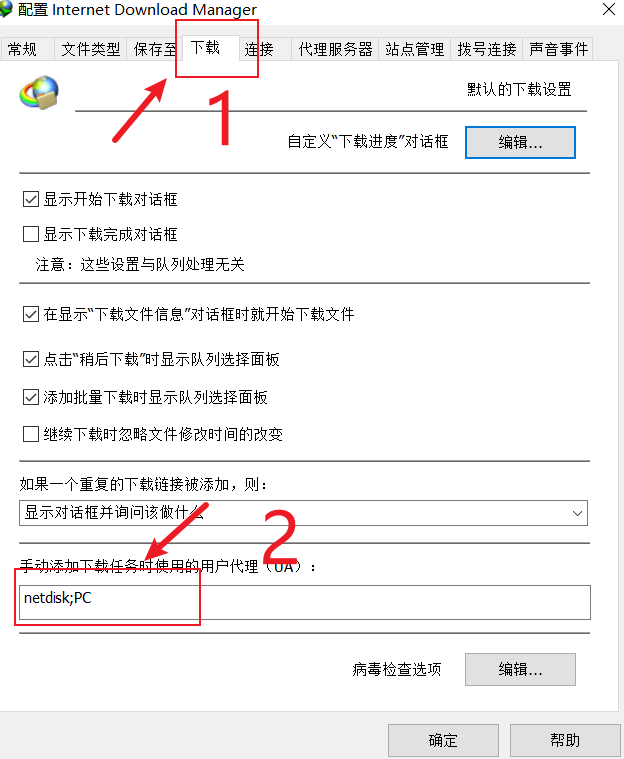 配置 Internet Download Manager
常规 文件类型 保存至 下载 连接 代理服务器 站点管理 拨号连接 声音事件
1
默认的下载设置
自定义“下载进度”对话框 编辑...
显示开始下载对话框
显示下载完成对话框
注意：这些设置与队列处理无关
在显示“下载文件信息”对话框时就开始下载文件
点击“稍后下载”时显示队列选择面板
添加批量下载时显示队列选择面板
继续下载时忽略文件修改时间的改变
如果一个重复的下载链接被添加，则：
显示对话框并询问该做什么
2
手动添加下载任务时使用的用户代理（UA）：
netdisk;PC
病毒检查选项 编辑...
确定 帮助